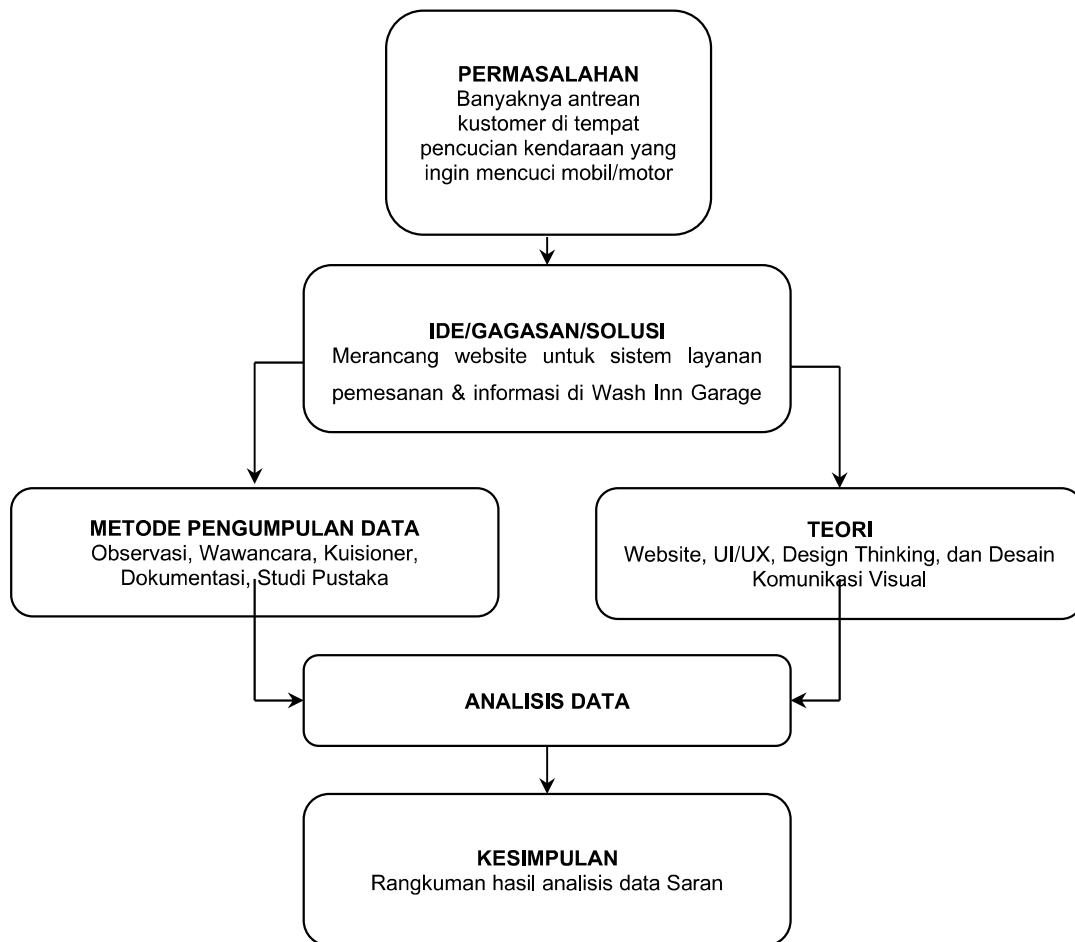 PERMASALAHAN
Banyaknya antrean
kustomer di tempat
pencucian kendaraan yang
ingin mencuci mobil/motor
IDE/GAGASAN/SOLUSI
Merancang website untuk sistem layanan
pemesanan & informasi di Wash Inn Garage
METODE PENGUMPULAN DATA
Observasi, Wawancara, Kuisioner,
Dokumentasi, Studi Pustaka
TEORI
Website, UI/UX, Design Thinking, dan Desain
Komunikasi Visual
ANALISIS DATA
KESIMPULAN
Rangkuman hasil analisis data Saran